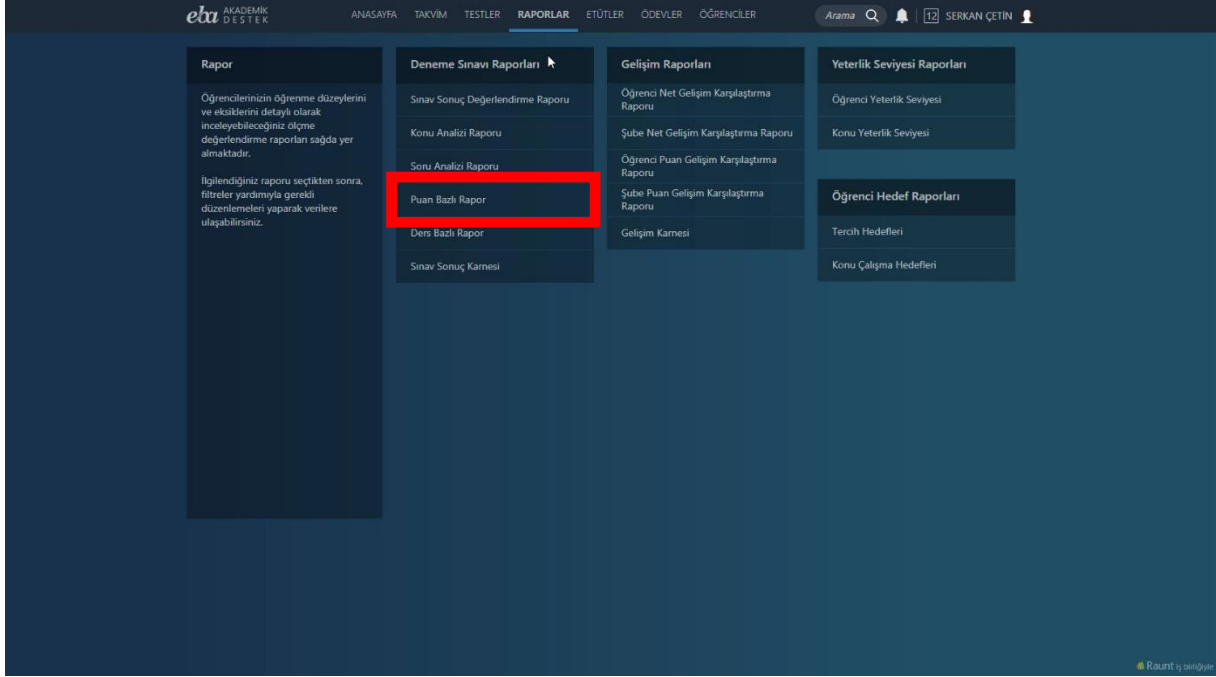 eba AKADEMİK
DESTEK
ANASAYFA TAKVİM TESTLER RAPORLAR ETÜTLER ÖDEVLER ÖĞRENCİLER
Arama 12 SERKAN ÇETİN
Rapor
Öğrencilerinizin öğrenme düzeylerini
ve eksiklerini detaylı olarak
inceleyebileceğiniz ölçme
değerlendirme raporları sağda yer
almaktadır.
İlgilendiğiniz raporu seçtikten sonra,
filtreler yardımıyla gerekli
düzenlemeleri yaparak verilere
ulaşabilirsiniz.
Deneme Sınavı Raporları
Sınav Sonuç Değerlendirme Raporu
Konu Analizi Raporu
Soru Analizi Raporu
Puan Bazlı Rapor
Ders Bazlı Rapor
Sınav Sonuç Karnesi
Gelişim Raporları
Öğrenci Net Gelişim Karşılaştırma
Raporu
Şube Net Gelişim Karşılaştırma Raporu
Öğrenci Puan Gelişim Karşılaştırma
Raporu
Şube Puan Gelişim Karşılaştırma
Raporu
Gelişim Karnesi
Yeterlik Seviyesi Raporları
Öğrenci Yeterlik Seviyesi
Konu Yeterlik Seviyesi
Öğrenci Hedef Raporları
Tercih Hedefleri
Konu Çalışma Hedefleri
Raunt iş birliğiyle